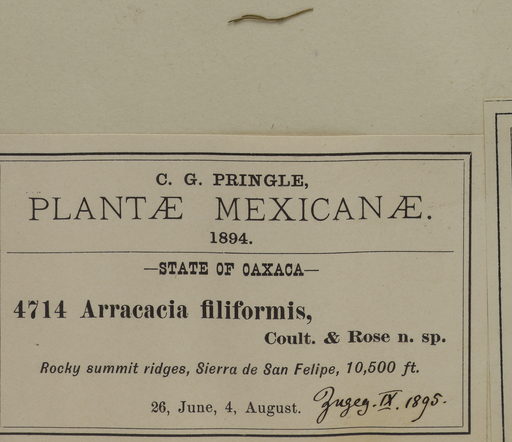 C. G. PRINGLE,
PLANTÆ MEXICANÆ.
1894.
—STATE OF OAXACA—
4714 Arracacia filiformis,
Coult. & Rose n. sp.
Rocky summit ridges, Sierra de San Felipe, 10,500 ft.
26, June, 4, August. Zugeg. IX. 1895.